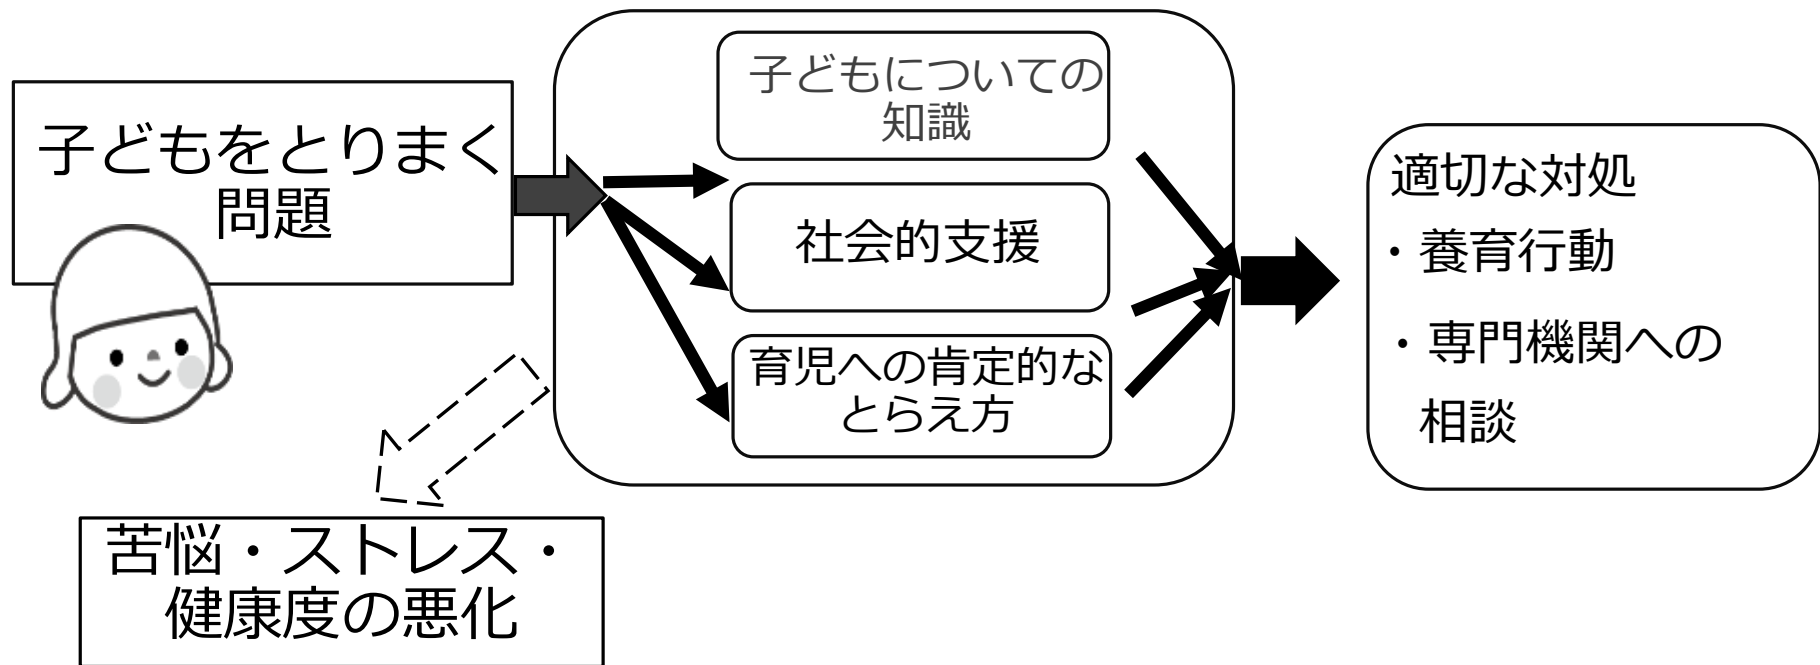 子どもをとりまく
問題
子どもについての
知識
社会的支援
育児への肯定的な
とらえ方
適切な対処
・養育行動
・専門機関への
相談
苦悩・ストレス・
健康度の悪化